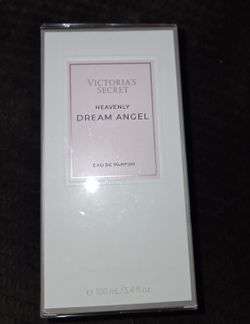 VICTORIA'S
SECRET
HEAVENLY
DREAM ANGEL
EAU DE PARFUM
e 100 mL/3.4 fl oz